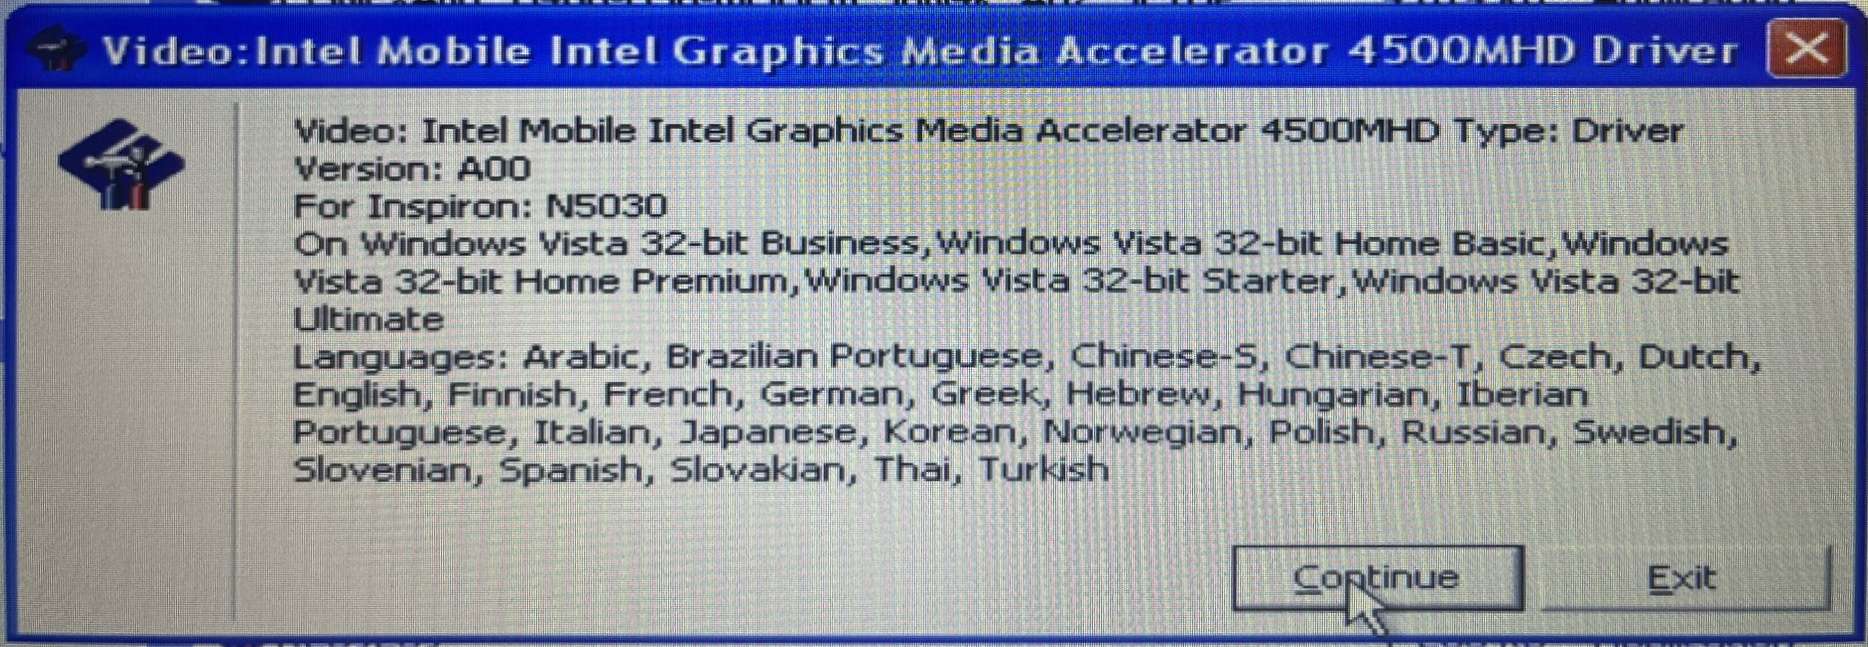 Video:Intel Mobile Intel Graphics Media Accelerator 4500MHD Driver
Video: Intel Mobile Intel Graphics Media Accelerator 4500MHD Type: Driver
Version: A00
For Inspiron: N5030
On Windows Vista 32-bit Business,Windows Vista 32-bit Home Basic,Windows
Vista 32-bit Home Premium,Windows Vista 32-bit Starter,Windows Vista 32-bit
Ultimate
Languages: Arabic, Brazilian Portuguese, Chinese-S, Chinese-T, Czech, Dutch,
English, Finnish, French, German, Greek, Hebrew, Hungarian, Iberian
Portuguese, Italian, Japanese, Korean, Norwegian, Polish, Russian, Swedish,
Slovenian, Spanish, Slovakian, Thai, Turkish
Continue Exit